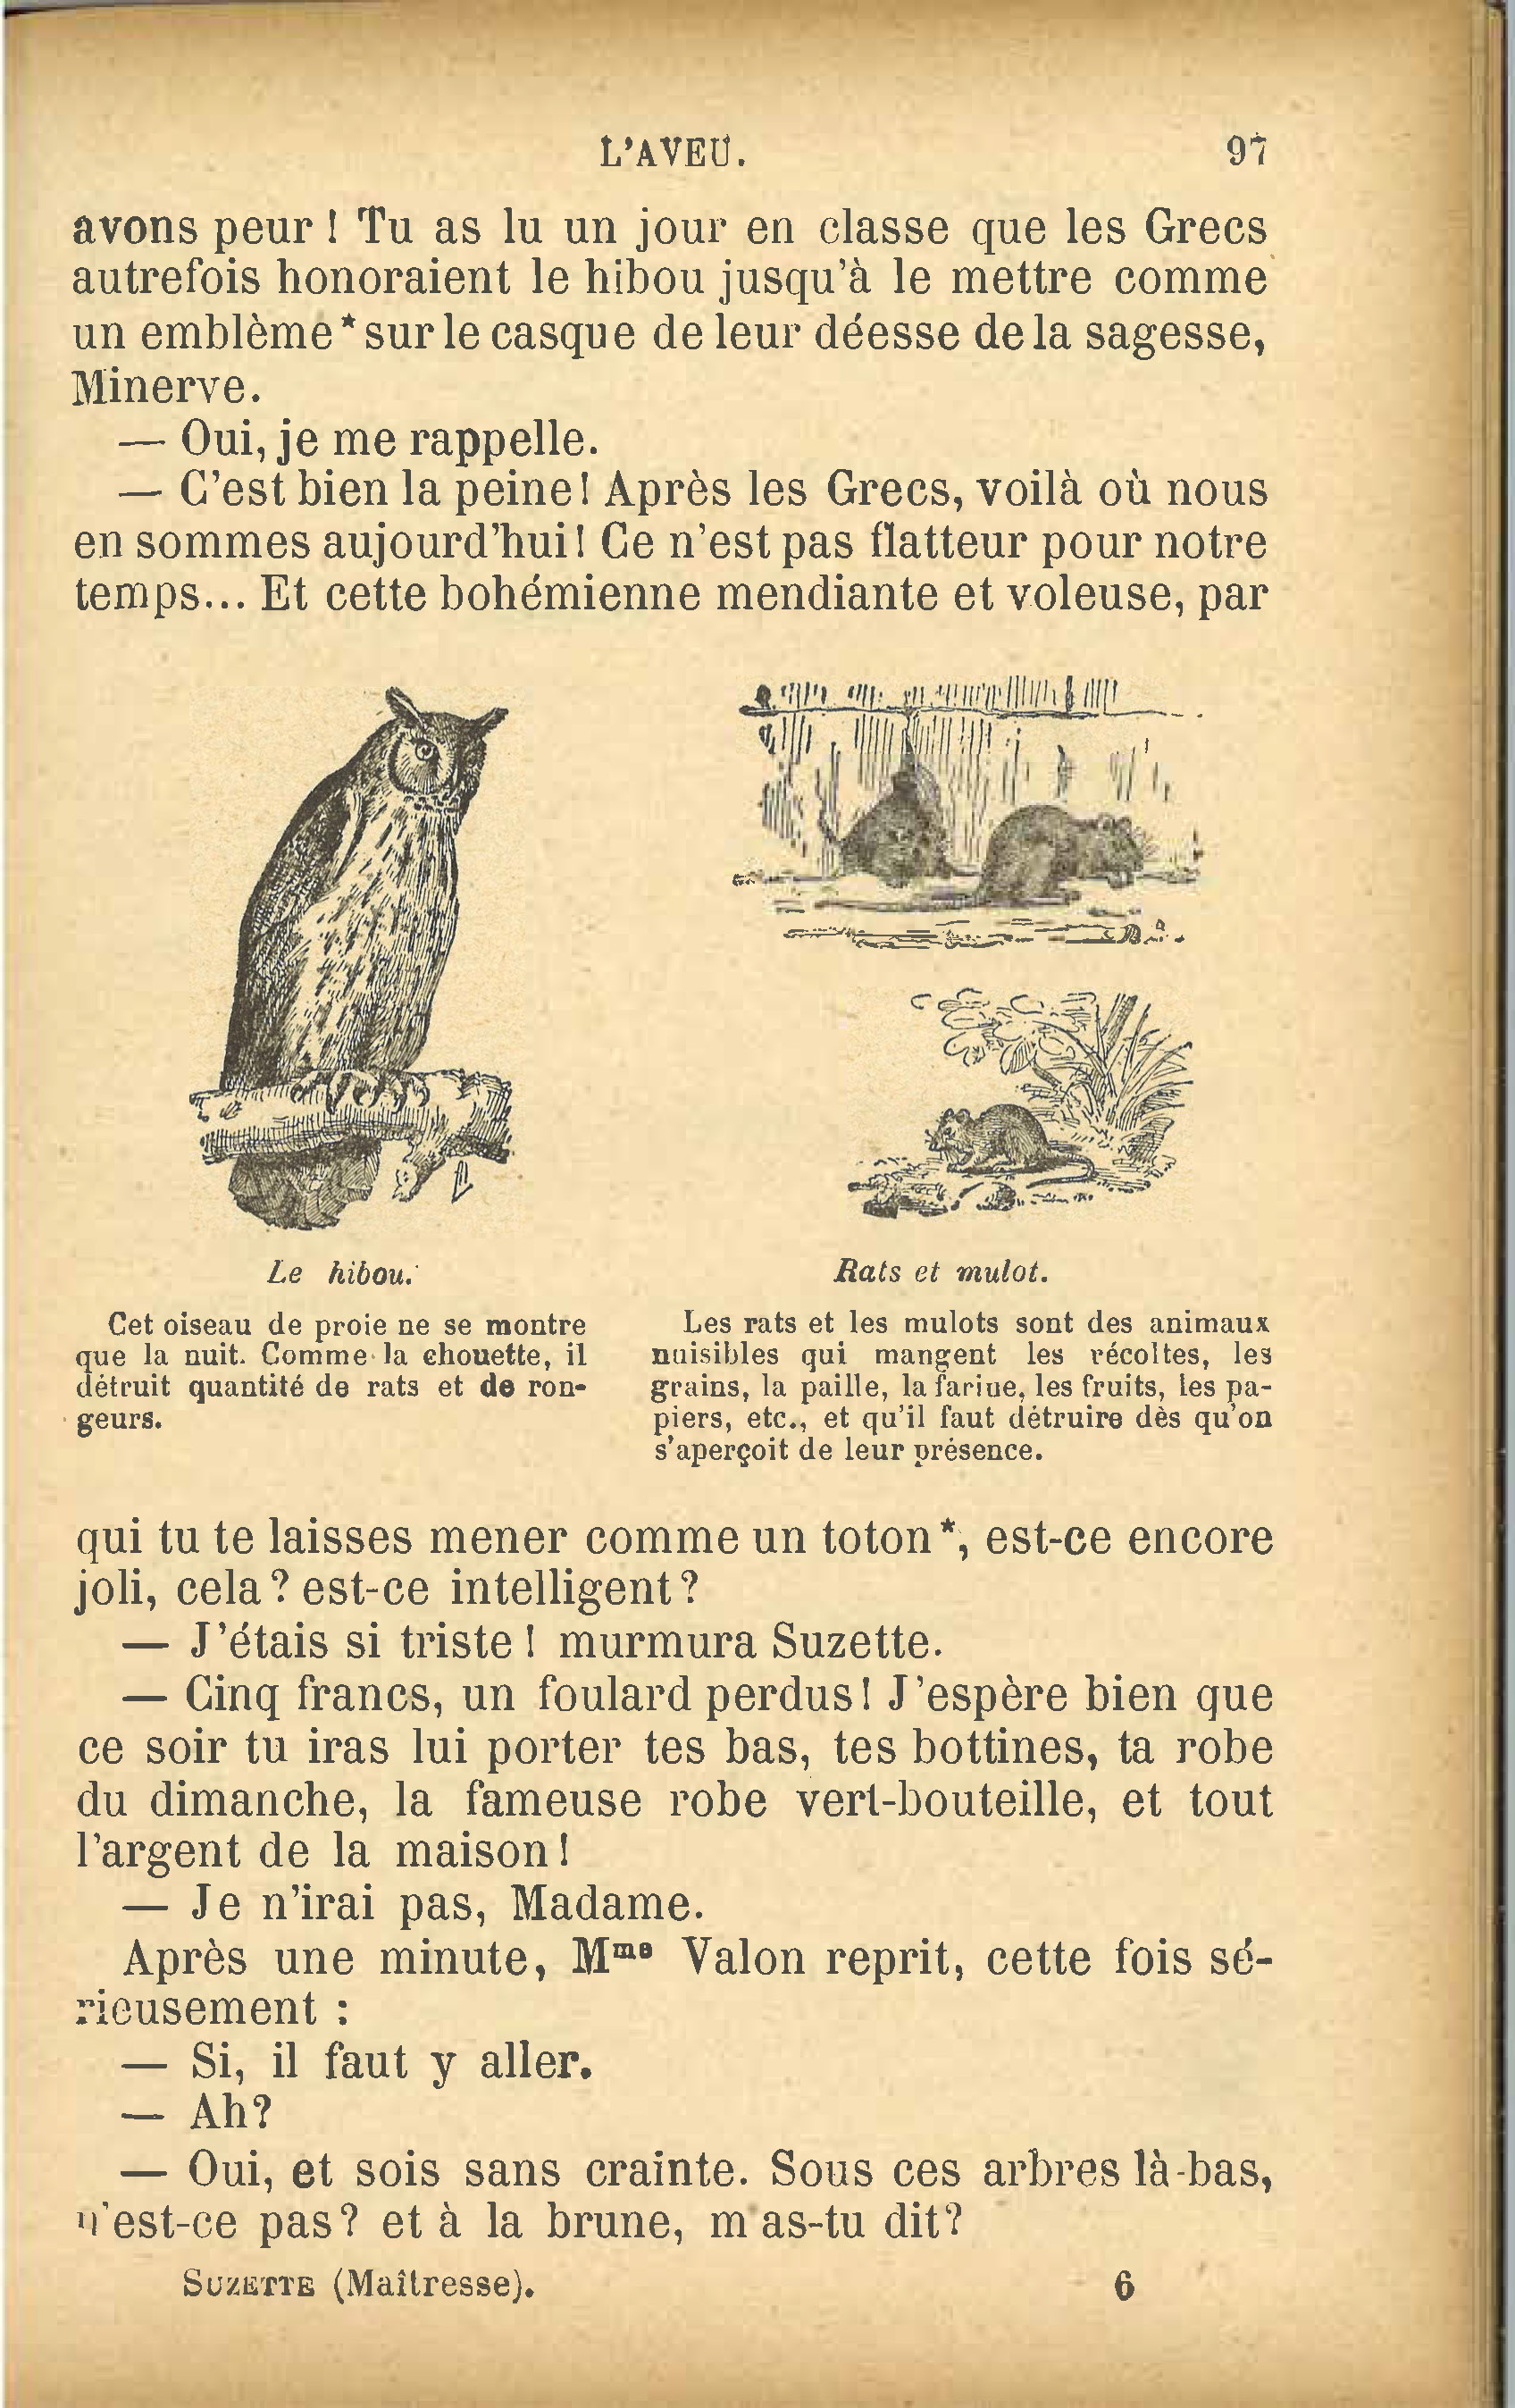 L'AVEU. 97
avons peur ! Tu as lu un jour en classe que les Grecs
autrefois honoraient le hibou jusqu'à le mettre comme
un emblème* sur le casque de leur déesse de la sagesse,
Minerve.
— Oui, je me rappelle.
— C'est bien la peine! Après les Grecs, voilà où nous
en sommes aujourd'hui! Ce n'est pas flatteur pour notre
temps... Et cette bohémienne mendiante et voleuse, par
Le hibou.
Cet oiseau de proie ne se montre
que la nuit. Comme la chouette, il
détruit quantité de rats et de ron-
geurs.
Rats et mulot.
Les rats et les mulots sont des animaux
nuisibles qui mangent les récoltes, les
grains, la paille, la farine, les fruits, les pa-
piers, etc., et qu'il faut détruire dès qu'on
s'aperçoit de leur présence.
qui tu te laisses mener comme un toton*, est-ce encore
joli, cela ? est-ce intelligent ?
— J'étais si triste ! murmura Suzette.
— Cinq francs, un foulard perdus! J'espère bien que
ce soir tu iras lui porter tes bas, tes bottines, ta robe
du dimanche, la fameuse robe vert-bouteille, et tout
l'argent de la maison !
— Je n'irai pas, Madame.
Après une minute, Mme Valon reprit, cette fois sé-
rieusement :
— Si, il faut y aller.
— Ah?
— Oui, et sois sans crainte. Sous ces arbres là-bas,
n'est-ce pas? et à la brune, m'as-tu dit?
SUZETTE (Maîtresse). 6